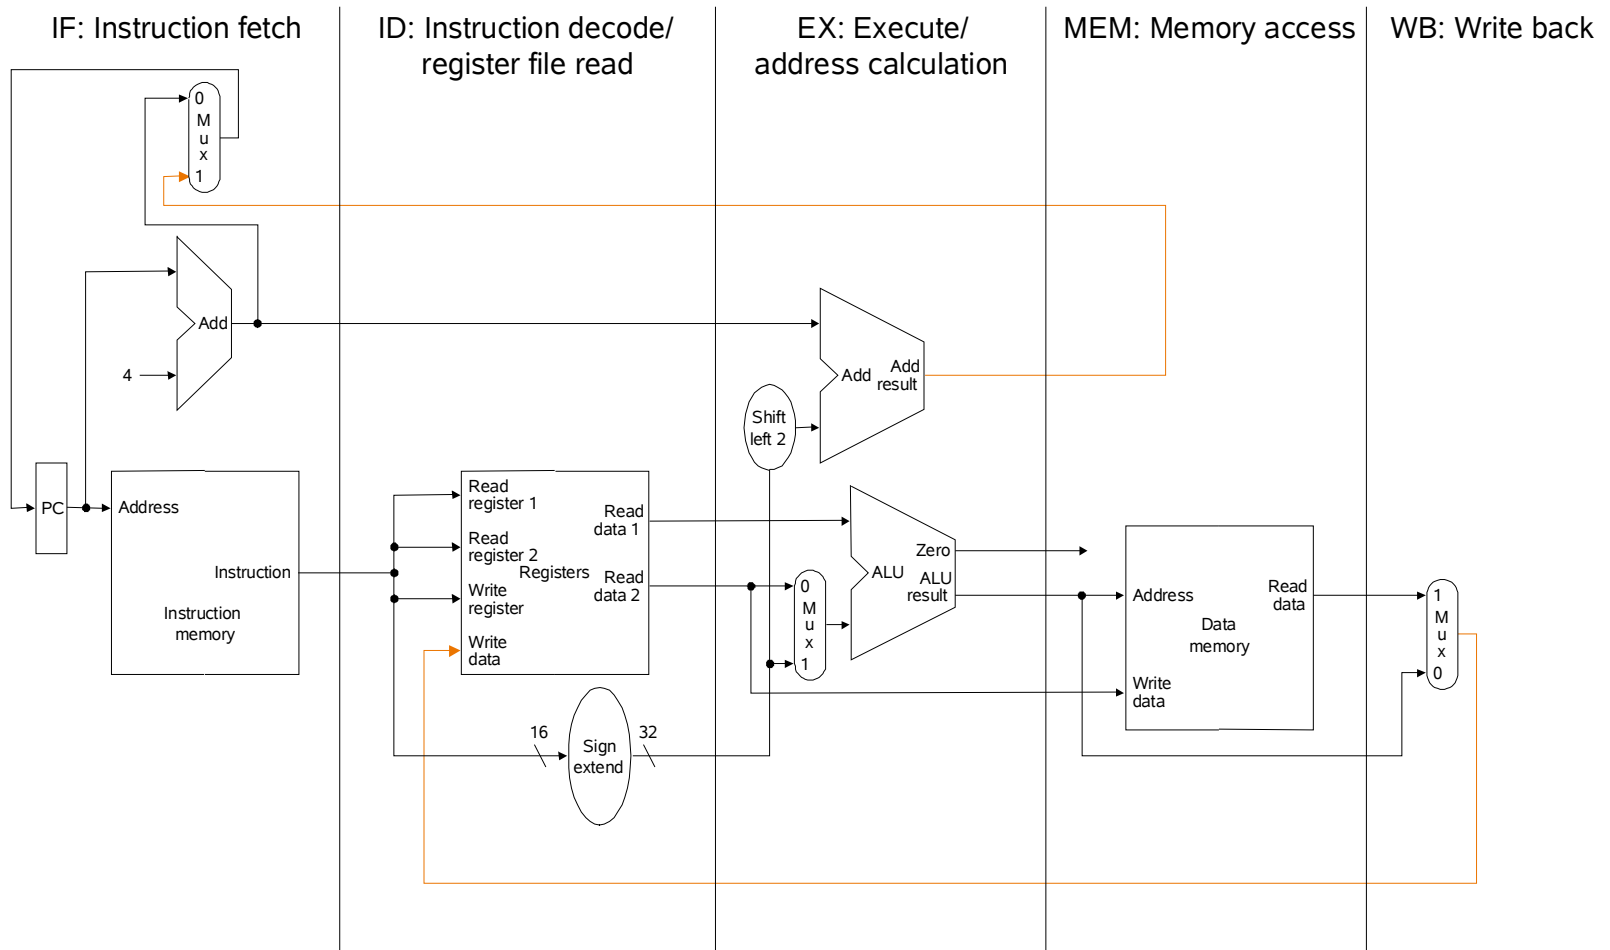 IF: Instruction fetch
ID: Instruction decode/
register file read
EX: Execute/
address calculation
MEM: Memory access
WB: Write back
0
M
u
x
1
Add
4
Add
Add
result
Shift
left 2
PC
Address
Instruction
Instruction
memory
Read
register 1
Read
register 2
Write
register
Write
data
Registers
Read
data 1
Read
data 2
16
Sign
extend
32
0
M
u
x
1
Zero
ALU
ALU
result
Address
Read
data
Data
memory
Write
data
1
M
u
x
0